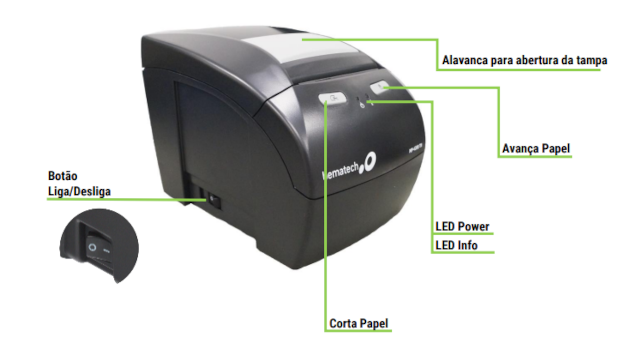 Alavanca para abertura da tampa
Avança Papel
Botão
Liga/Desliga
bematech
LED Power
LED Info
Corta Papel